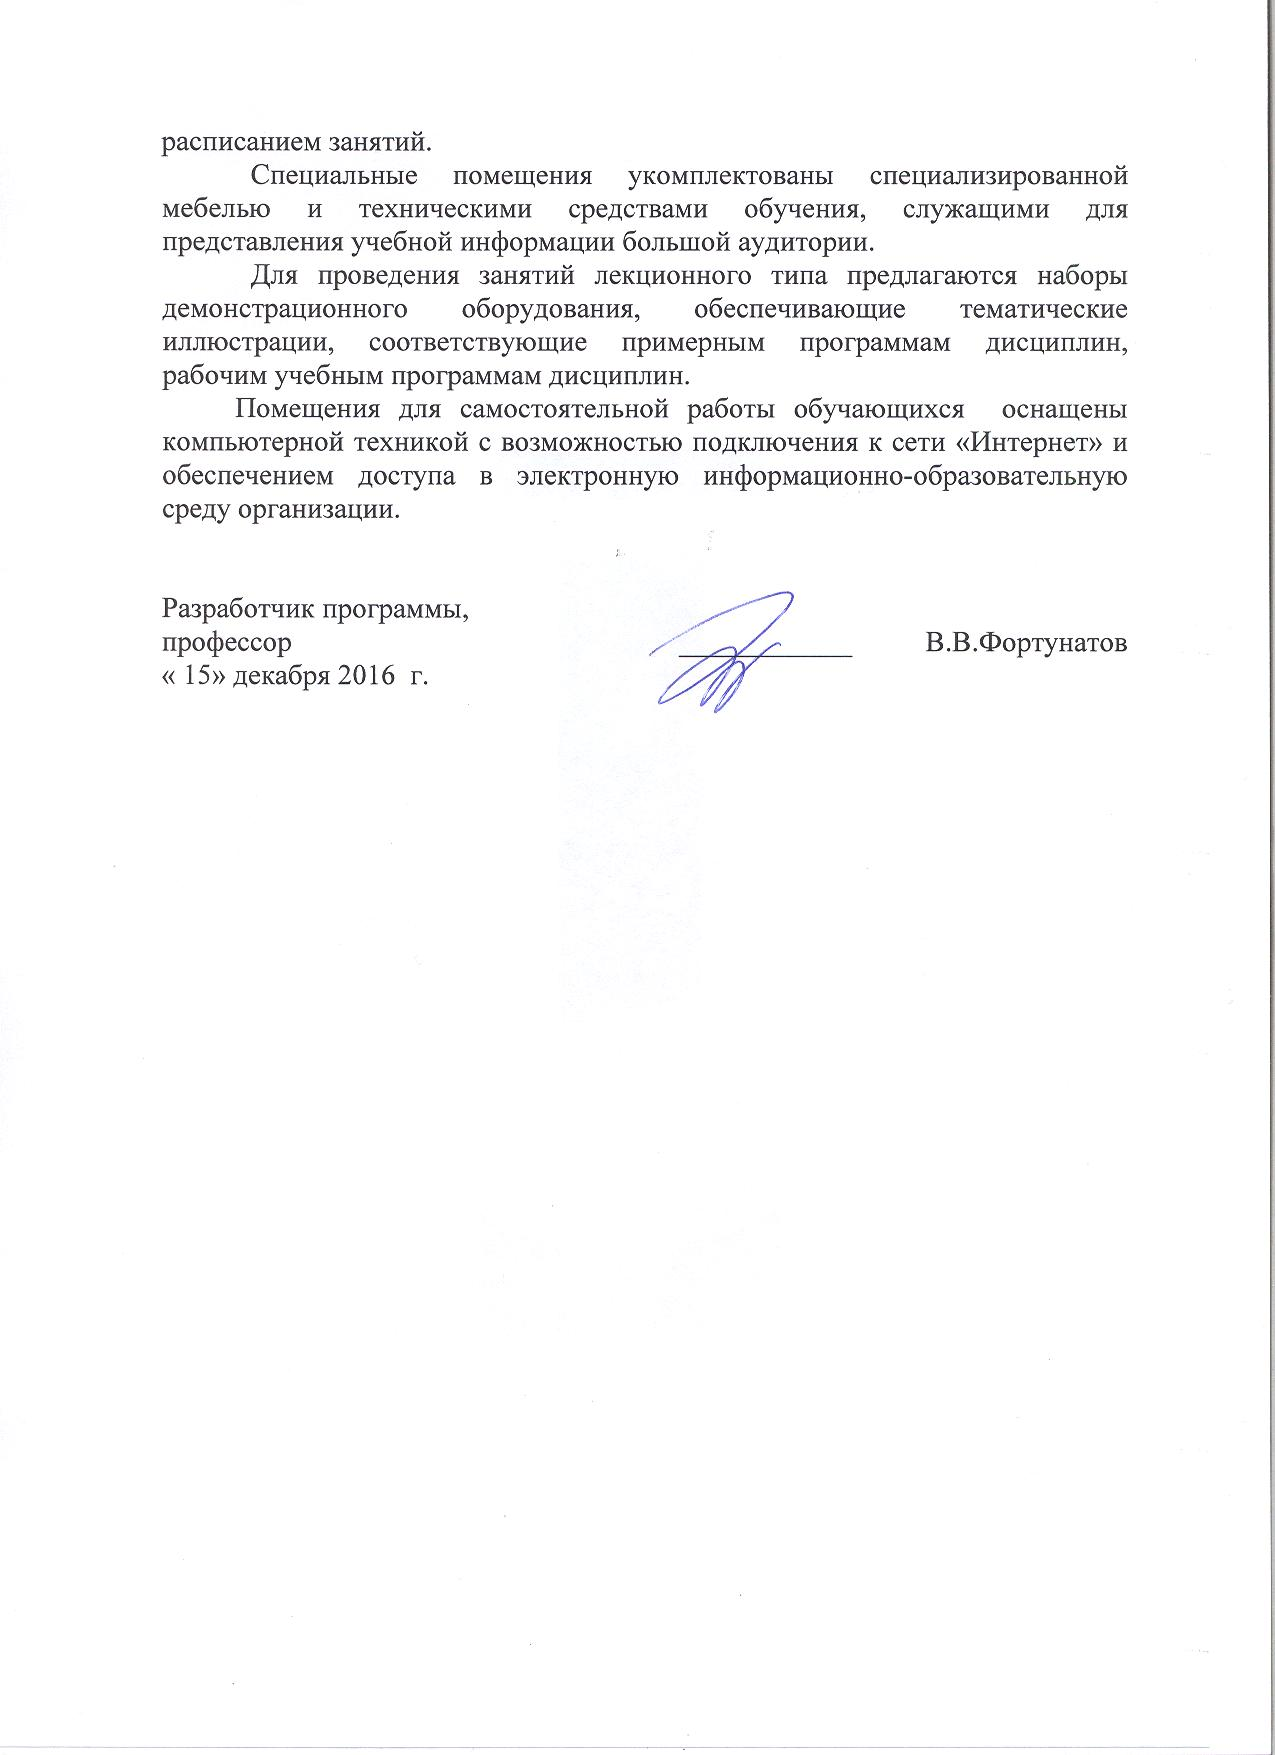 расписанием занятий.
Специальные помещения укомплектованы специализированной
мебелью и техническими средствами обучения, служащими для
представления учебной информации большой аудитории.
Для проведения занятий лекционного типа предлагаются наборы
демонстрационного оборудования, обеспечивающие тематические
иллюстрации, соответствующие примерным программам дисциплин,
рабочим учебным программам дисциплин.
Помещения для самостоятельной работы обучающихся оснащены
компьютерной техникой с возможностью подключения к сети «Интернет» и
обеспечением доступа в электронную информационно-образовательную
среду организации.
Разработчик программы,
профессор ____________ В.В.Фортунатов
« 15» декабря 2016 г.